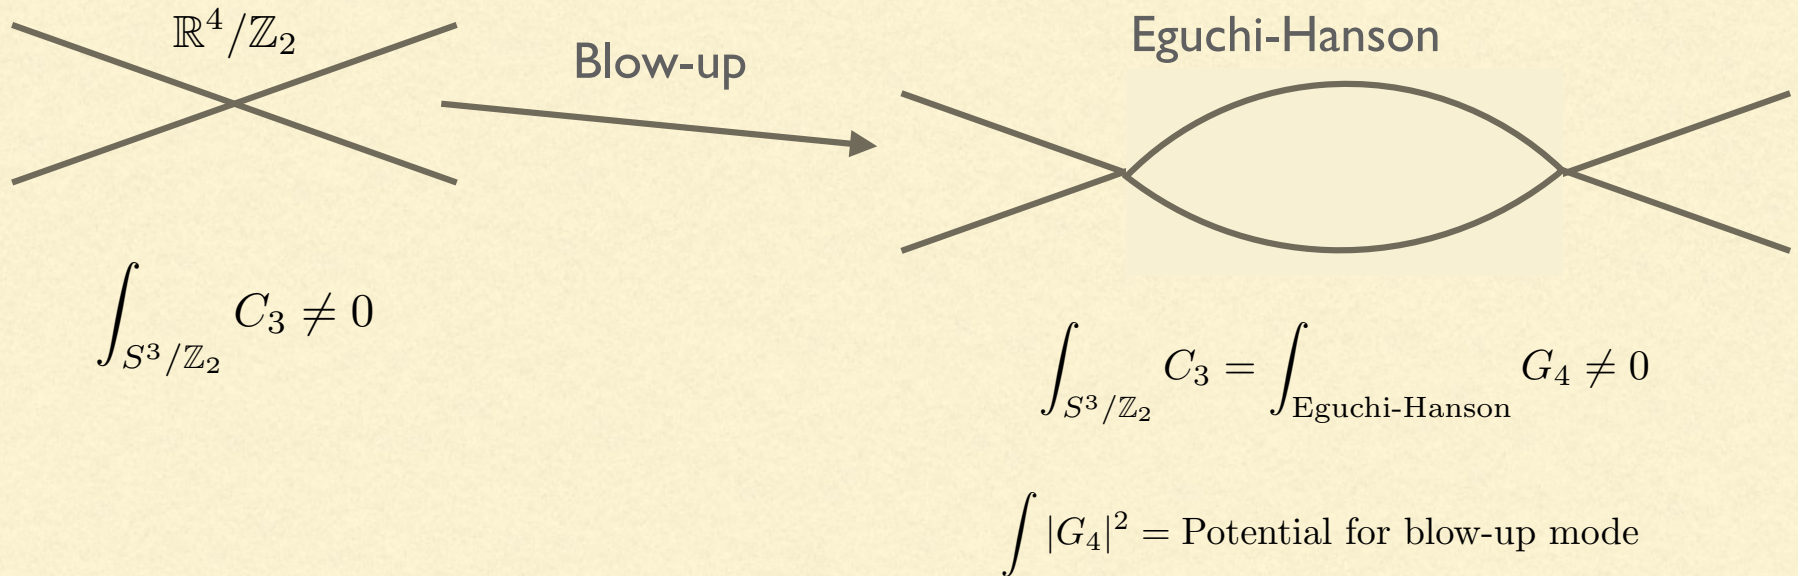 ℝ⁴/ℤ₂
Blow-up
Eguchi-Hanson
∫_{S³/ℤ₂} C₃ ≠ 0
∫_{S³/ℤ₂} C₃ = ∫_{Eguchi-Hanson} G₄ ≠ 0
∫ |G₄|² = Potential for blow-up mode